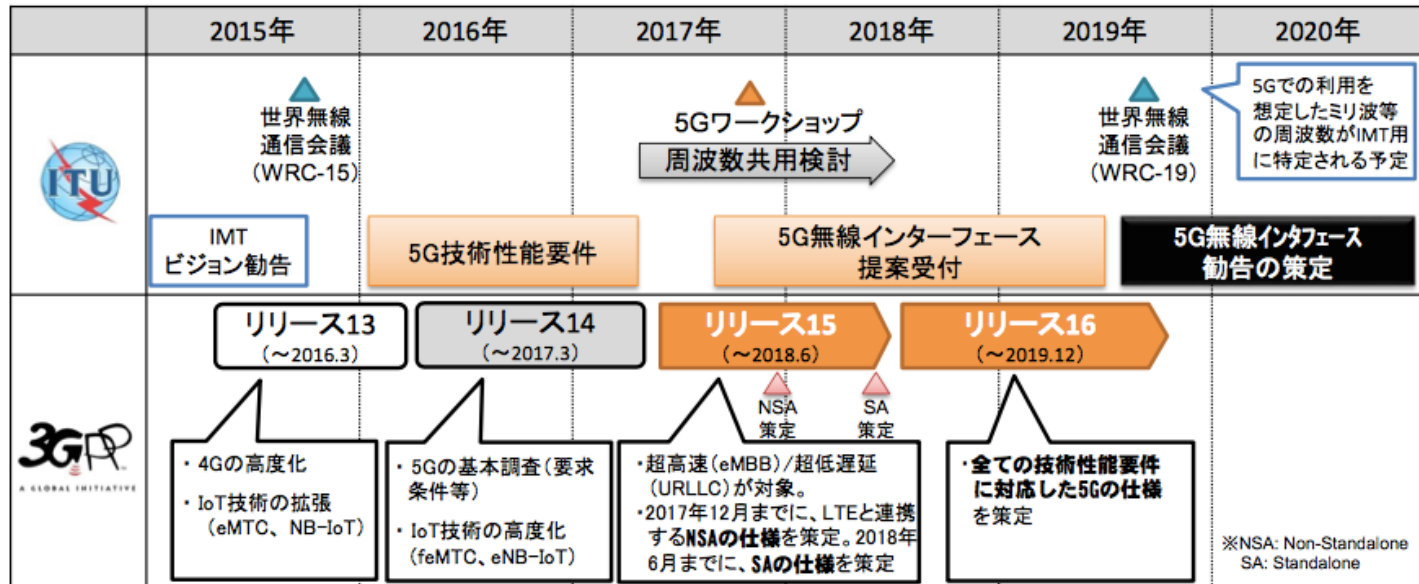 2015年 2016年 2017年 2018年 2019年 2020年
世界無線
通信会議
(WRC-15)
5Gワークショップ
周波数共用検討
世界無線
通信会議
(WRC-19)
5Gでの利用を
想定したミリ波等
の周波数がIMT用
に特定される予定
ITU
IMT
ビジョン勧告
5G技術性能要件
5G無線インターフェース
提案受付
5G無線インタフェース
勧告の策定
リリース13
(～2016.3)
リリース14
(～2017.3)
リリース15
(～2018.6)
リリース16
(～2019.12)
NSA
策定
SA
策定
3GPP
A GLOBAL INITIATIVE
・4Gの高度化
・IoT技術の拡張
(eMTC、NB-IoT)
・5Gの基本調査(要求
条件等)
・IoT技術の高度化
(feMTC、eNB-IoT)
・超高速(eMBB)/超低遅延
(URLLC)が対象。
・2017年12月までに、LTEと連携
するNSAの仕様を策定。2018年
6月までに、SAの仕様を策定
・全ての技術性能要件
に対応した5Gの仕様
を策定
※NSA: Non-Standalone
SA: Standalone